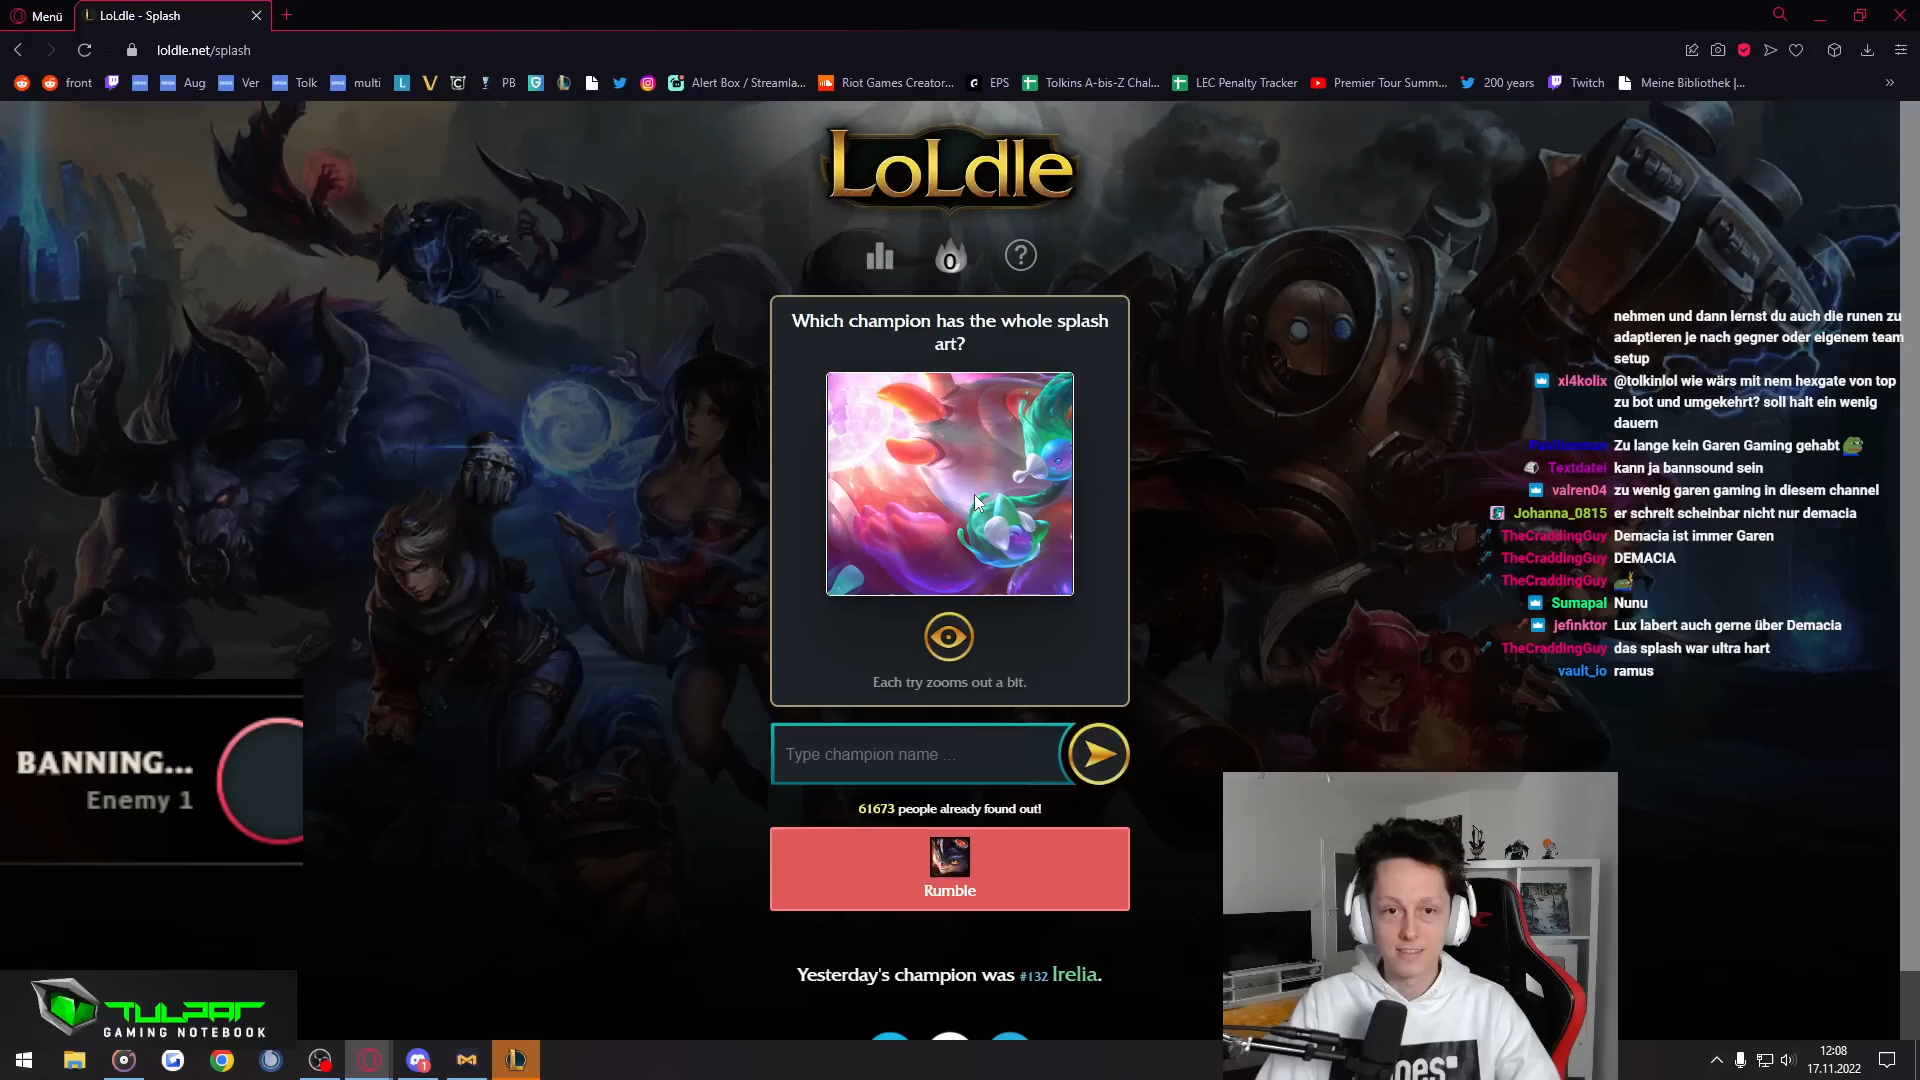 Menü
LoLdle - Splash
loldle.net/splash
front
Aug
Ver
Tolk
multi
L
PB
Alert Box / Streamla...
Riot Games Creator...
EPS
Tolkins A-bis-Z Chal...
LEC Penalty Tracker
Premier Tour Summ...
200 years
Twitch
Meine Bibliothek |...
LoLdle
0
?
Which champion has the whole splash
art?
Each try zooms out a bit.
Type champion name ...
61673 people already found out!
Rumble
Yesterday's champion was #132 Irelia.
nehmen und dann lernst du auch die runen zu
adaptieren je nach gegner oder eigenem team
setup
xl4kolix @tolkinlol wie wärs mit nem hexgate von top
zu bot und umgekehrt? soll halt ein wenig
dauern
Zu lange kein Garen Gaming gehabt
Textdatei kann ja bannsound sein
valren04 zu wenig garen gaming in diesem channel
Johanna_0815 er schreit scheinbar nicht nur demacia
TheCraddingGuy Demacia ist immer Garen
TheCraddingGuy DEMACIA
TheCraddingGuy
Sumapal Nunu
jefinktor Lux labert auch gerne über Demacia
TheCraddingGuy das splash war ultra hart
vault_io ramus
BANNING...
Enemy 1
TULPAR
GAMING NOTEBOOK
1
12:08
17.11.2022